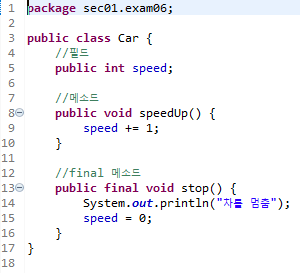 1 package sec01.exam06;
2
3 public class Car {
4     //필드
5     public int speed;
6
7     //메소드
8     public void speedUp() {
9         speed += 1;
10     }
11
12     //final 메소드
13     public final void stop() {
14         System.out.println("차를 멈춤");
15         speed = 0;
16     }
17 }
18